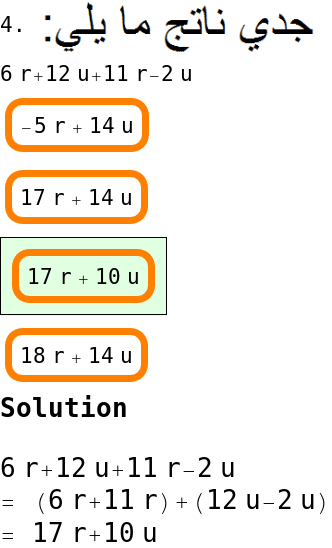 4. جدي ناتج ما يلي:
6 r+12 u+11 r−2 u
−5 r + 14 u
17 r + 14 u
17 r + 10 u
18 r + 14 u
Solution
6 r+12 u+11 r−2 u
= (6 r+11 r)+(12 u−2 u)
= 17 r+10 u